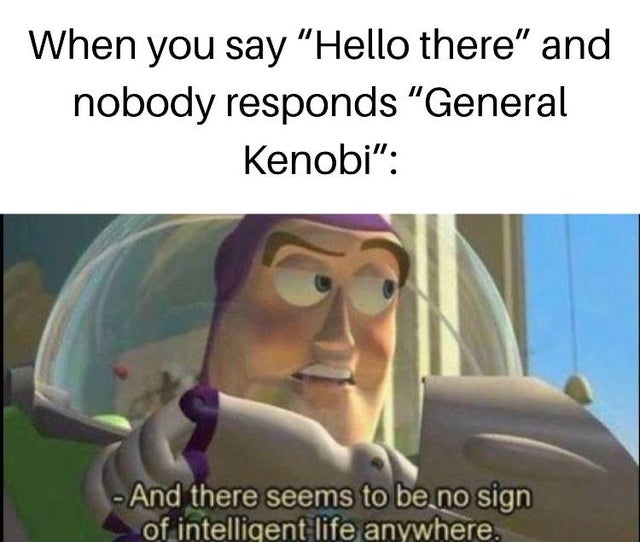 When you say “Hello there” and
nobody responds “General
Kenobi”:
- And there seems to be no sign
of intelligent life anywhere.